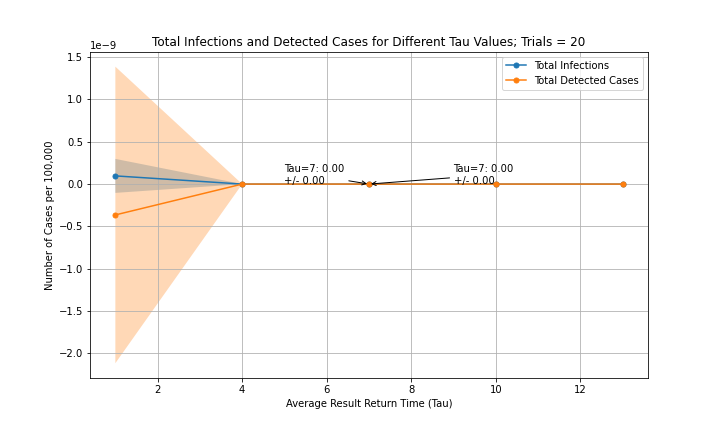 Total Infections and Detected Cases for Different Tau Values; Trials = 20
1e−9
1.5
1.0
0.5
0.0
−0.5
−1.0
−1.5
−2.0
Number of Cases per 100,000
Total Infections
Total Detected Cases
Tau=7: 0.00
+/- 0.00
Tau=7: 0.00
+/- 0.00
2
4
6
8
10
12
Average Result Return Time (Tau)